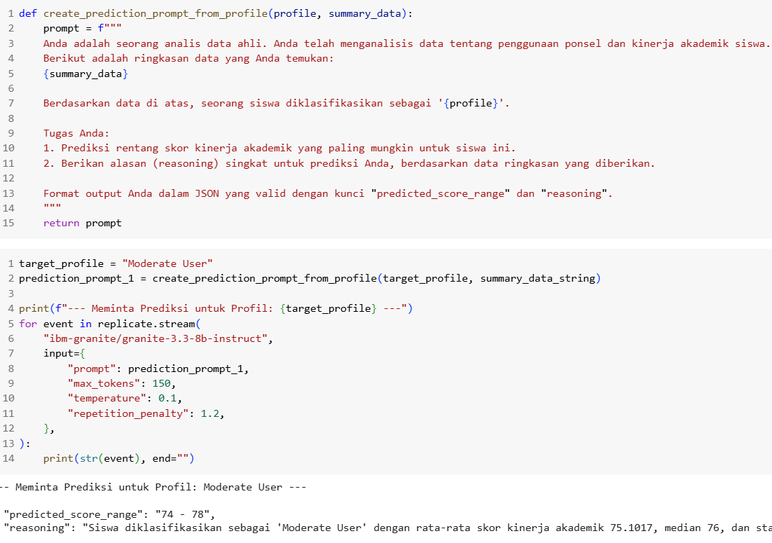 1 def create_prediction_prompt_from_profile(profile, summary_data):
2     prompt = f"""
3     Anda adalah seorang analis data ahli. Anda telah menganalisis data tentang penggunaan ponsel dan kinerja akademik siswa.
4     Berikut adalah ringkasan data yang Anda temukan:
5     {summary_data}
6
7     Berdasarkan data di atas, seorang siswa diklasifikasikan sebagai '{profile}'.
8
9     Tugas Anda:
10     1. Prediksi rentang skor kinerja akademik yang paling mungkin untuk siswa ini.
11     2. Berikan alasan (reasoning) singkat untuk prediksi Anda, berdasarkan data ringkasan yang diberikan.
12
13     Format output Anda dalam JSON yang valid dengan kunci "predicted_score_range" dan "reasoning".
14     """
15     return prompt
1 target_profile = "Moderate User"
2 prediction_prompt_1 = create_prediction_prompt_from_profile(target_profile, summary_data_string)
3
4 print(f"--- Meminta Prediksi untuk Profil: {target_profile} ---")
5 for event in replicate.stream(
6     "ibm-granite/granite-3.3-8b-instruct",
7     input={
8         "prompt": prediction_prompt_1,
9         "max_tokens": 150,
10         "temperature": 0.1,
11         "repetition_penalty": 1.2,
12     },
13 ):
14     print(str(event), end="")
-- Meminta Prediksi untuk Profil: Moderate User ---
"predicted_score_range": "74 - 78",
"reasoning": "Siswa diklasifikasikan sebagai 'Moderate User' dengan rata-rata skor kinerja akademik 75.1017, median 76, dan sta